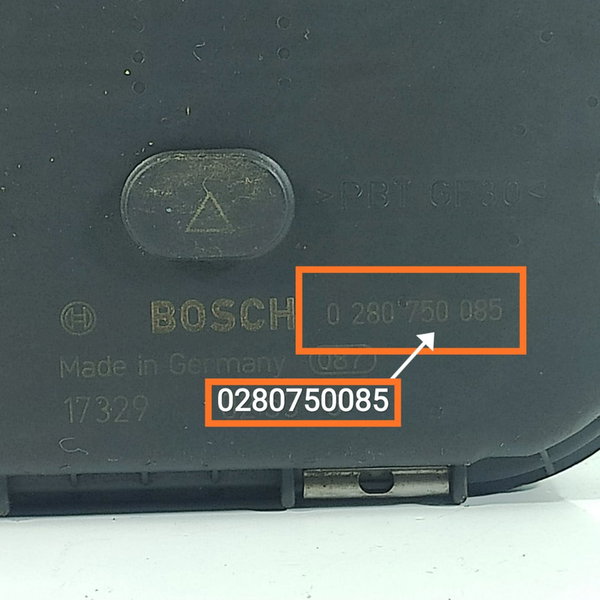 >PBT GF30<
BOSCH 0 280 750 085
Made in Germany 087
0280750085
17329